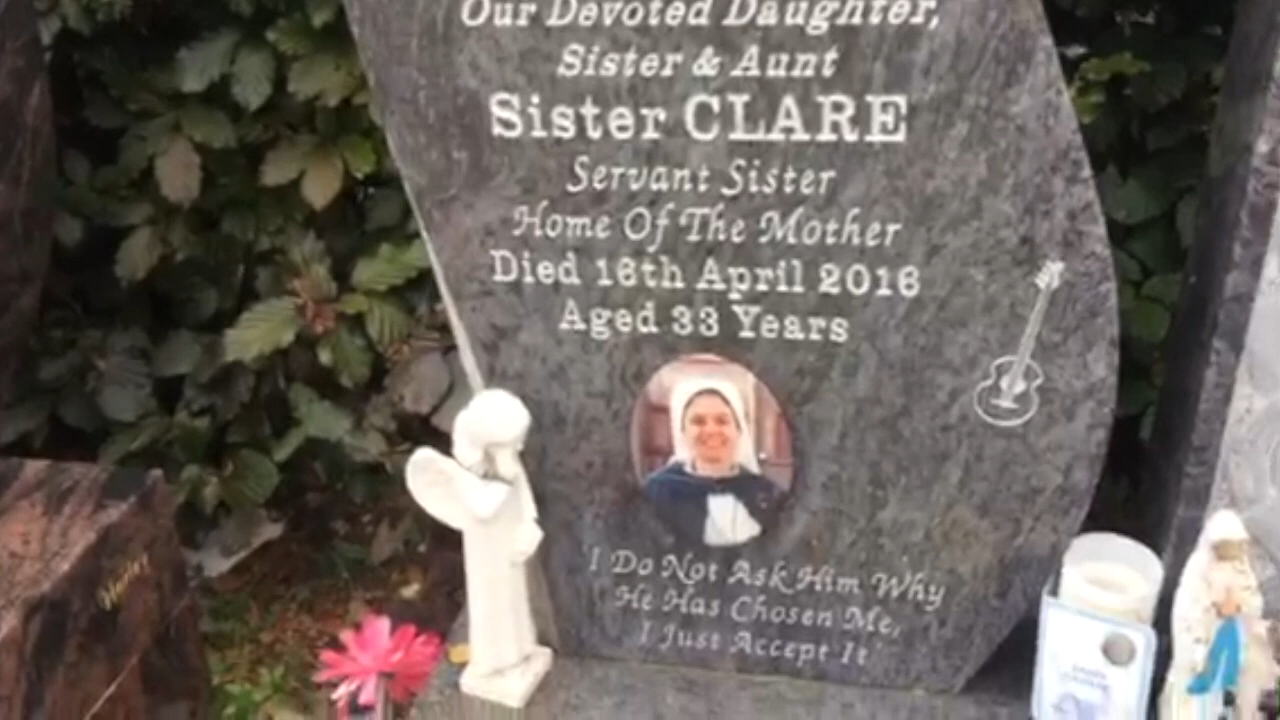 Our Devoted Daughter,
Sister & Aunt
Sister CLARE
Servant Sister
Home Of The Mother
Died 16th April 2016
Aged 33 Years
'I Do Not Ask Him Why
He Has Chosen Me,
I Just Accept It'